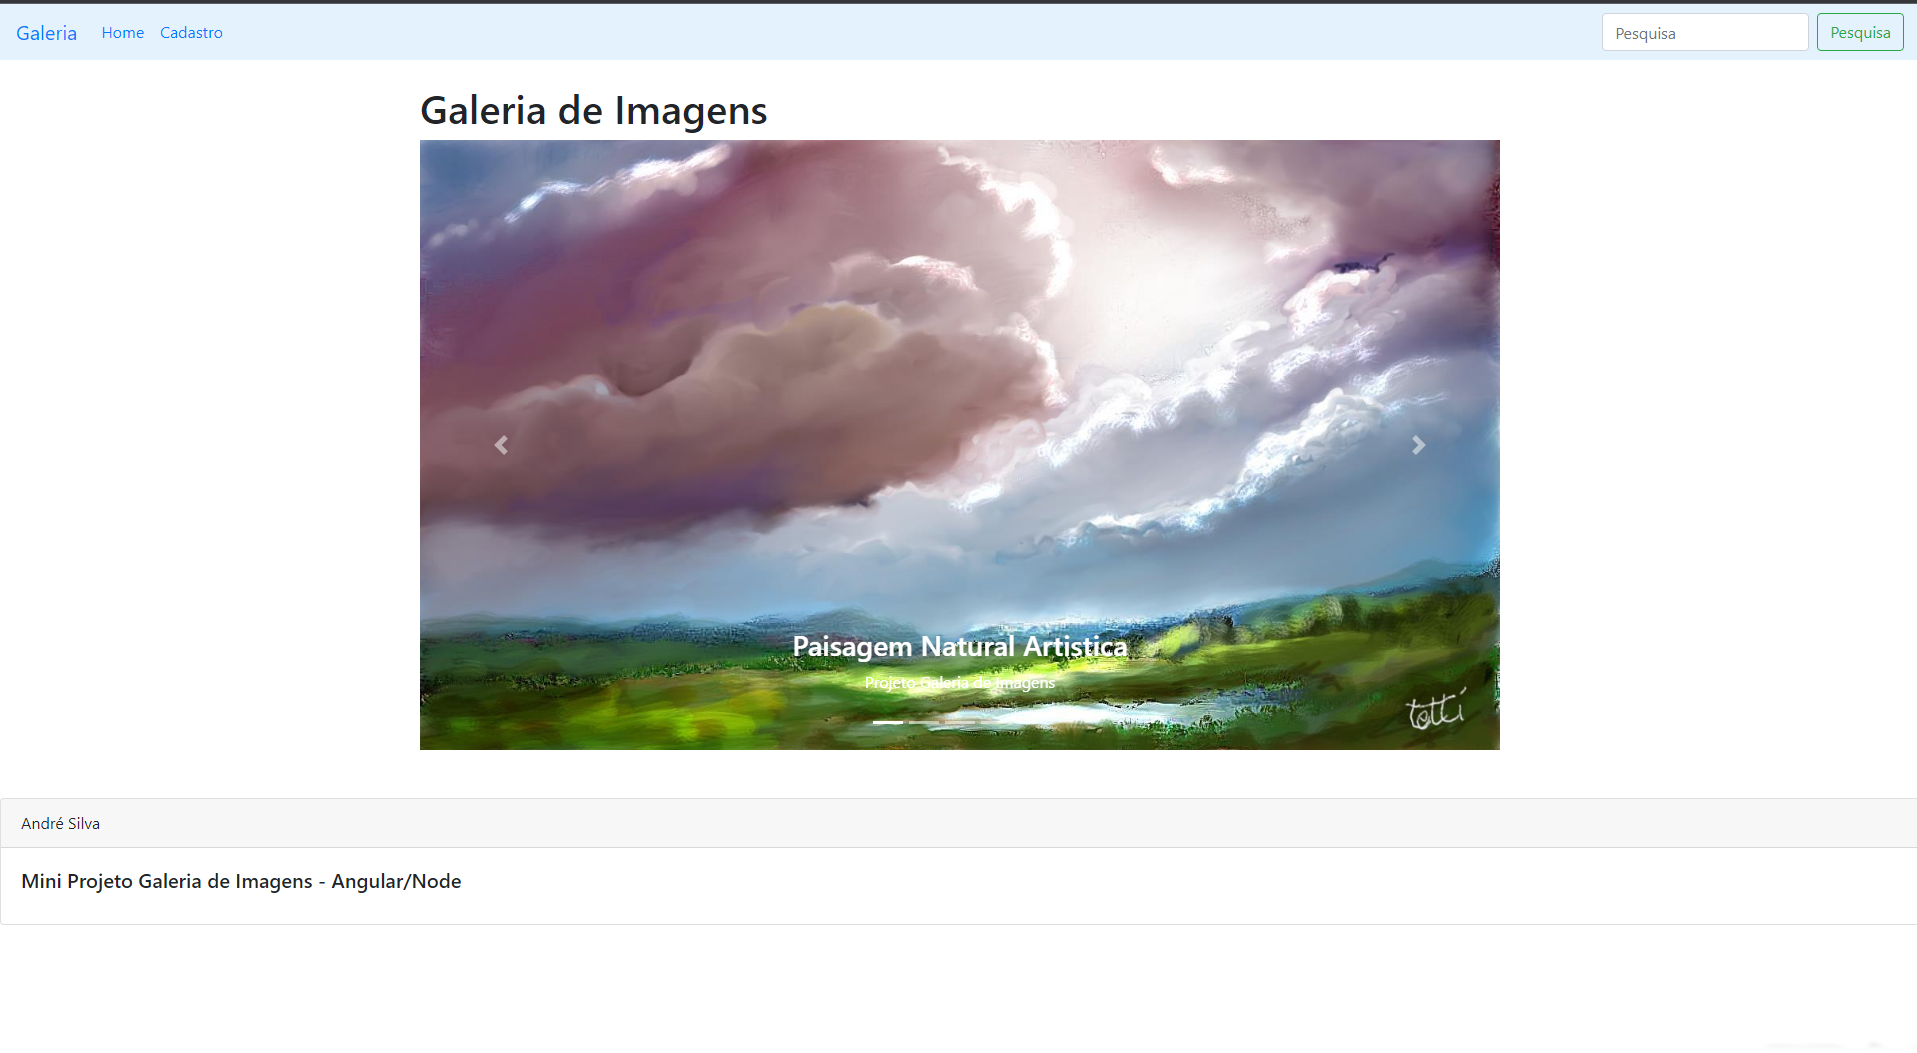 Galeria Home Cadastro Pesquisa Pesquisa
Galeria de Imagens
Paisagem Natural Artistica
Projeto Galeria de Imagens
totti
André Silva
Mini Projeto Galeria de Imagens - Angular/Node